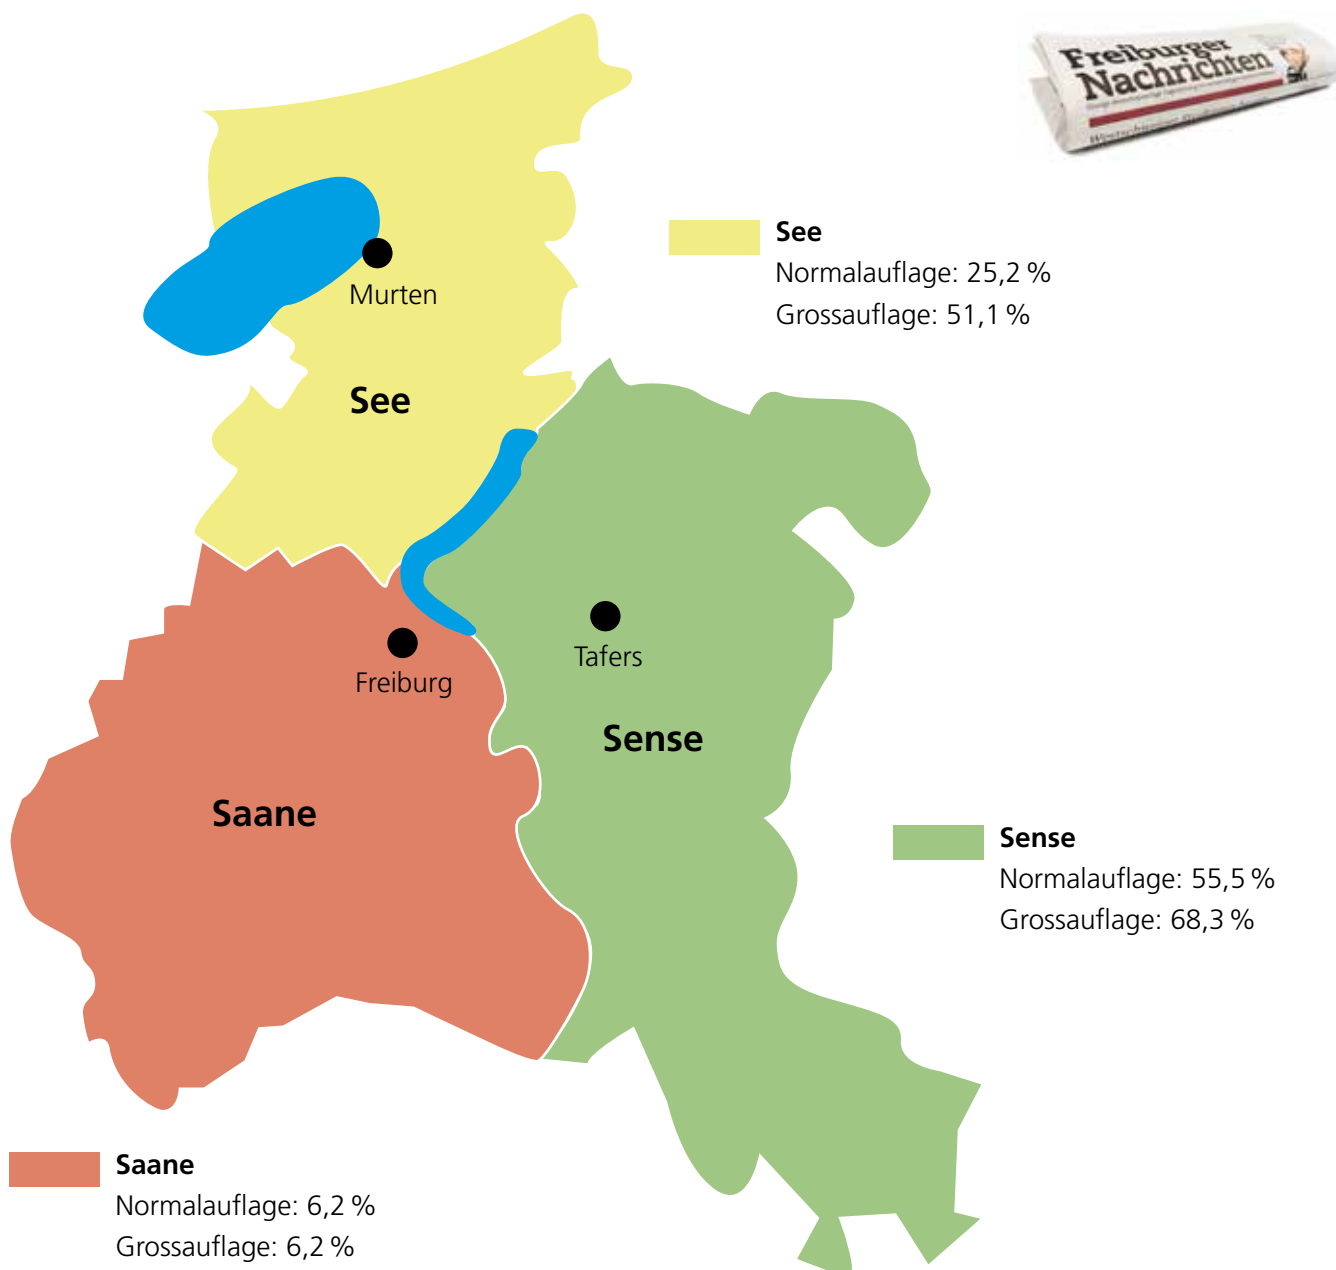 Freiburger
Nachrichten
See
Normalauflage: 25,2 %
Grossauflage: 51,1 %
Murten
See
Tafers
Freiburg
Sense
Saane
Sense
Normalauflage: 55,5 %
Grossauflage: 68,3 %
Saane
Normalauflage: 6,2 %
Grossauflage: 6,2 %